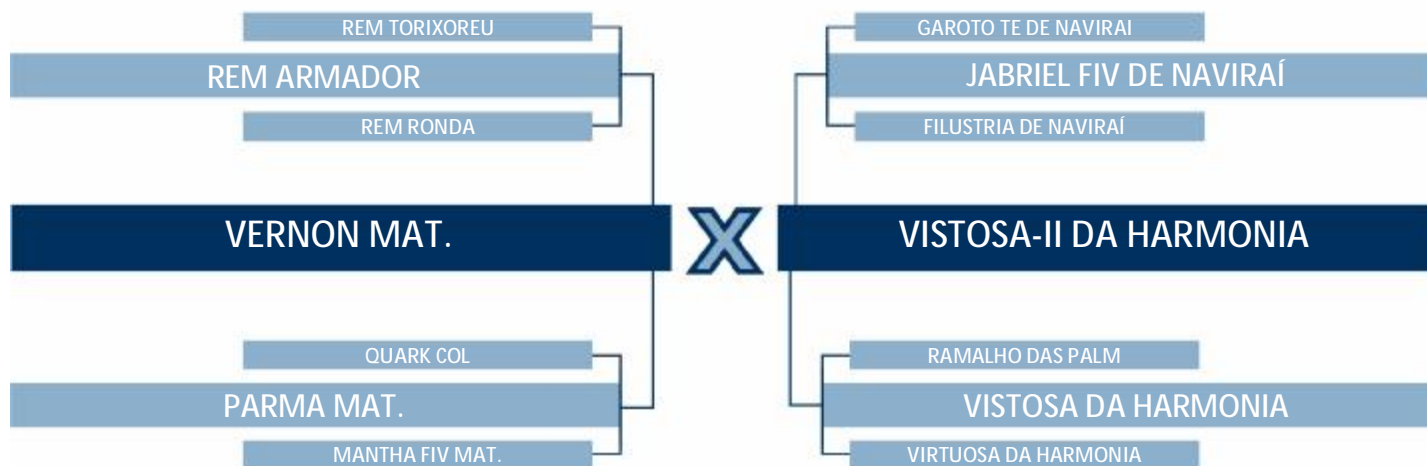 REM TORIXOREU
GAROTO TE DE NAVIRAI
REM ARMADOR
JABRIEL FIV DE NAVIRAÍ
REM RONDA
FILUSTRIA DE NAVIRAÍ
VERNON MAT.
X
VISTOSA-II DA HARMONIA
QUARK COL
RAMALHO DAS PALM
PARMA MAT.
VISTOSA DA HARMONIA
MANTHA FIV MAT.
VIRTUOSA DA HARMONIA